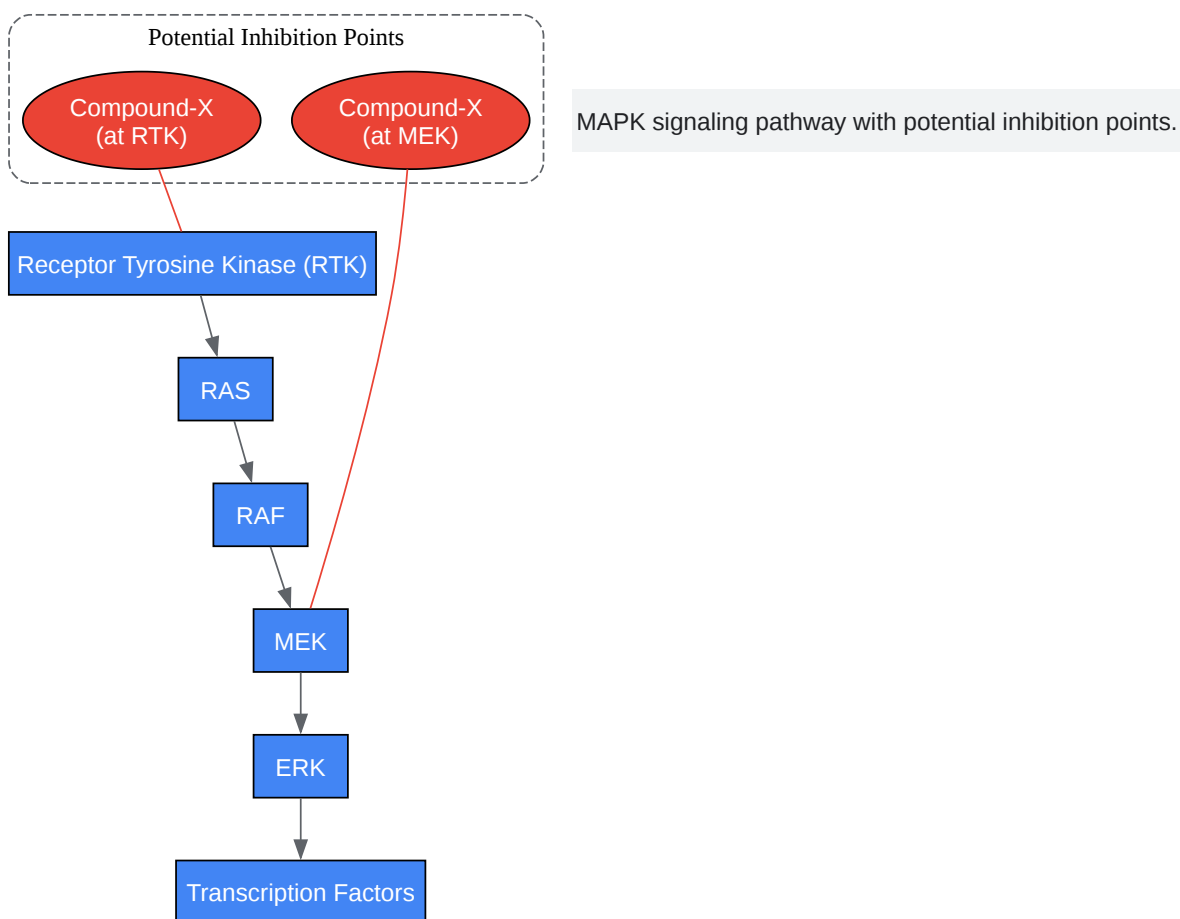 Potential Inhibition Points
Compound-X
(at RTK)
Compound-X
(at MEK)
MAPK signaling pathway with potential inhibition points.
Receptor Tyrosine Kinase (RTK)
RAS
RAF
MEK
ERK
Transcription Factors